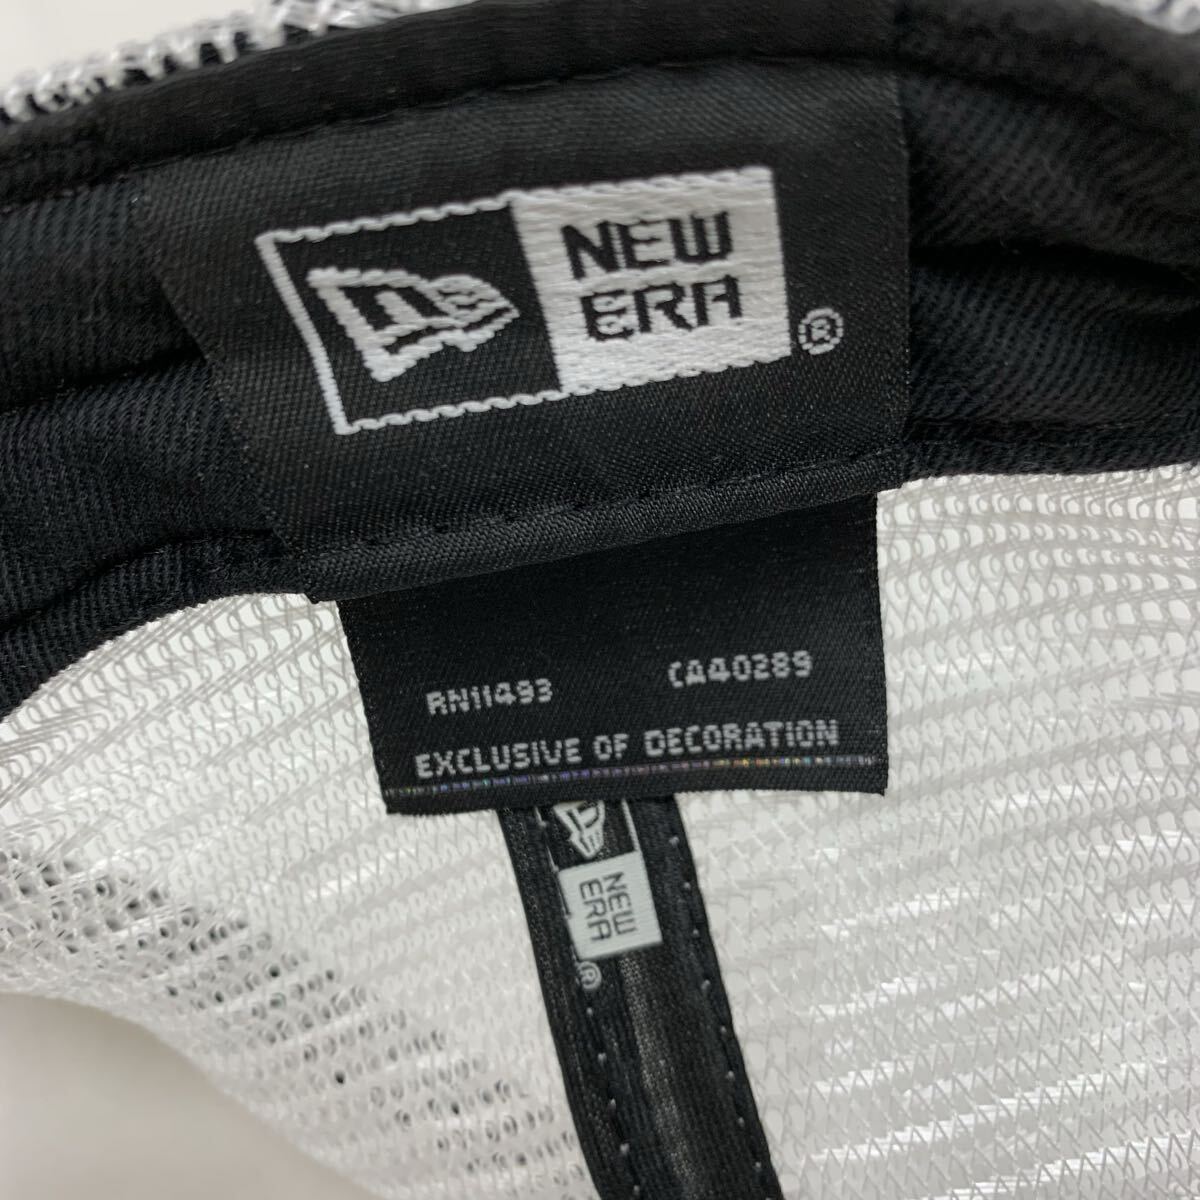 NEW
ERA
®
RN11493 CA40289
EXCLUSIVE OF DECORATION
NEW
ERA
®